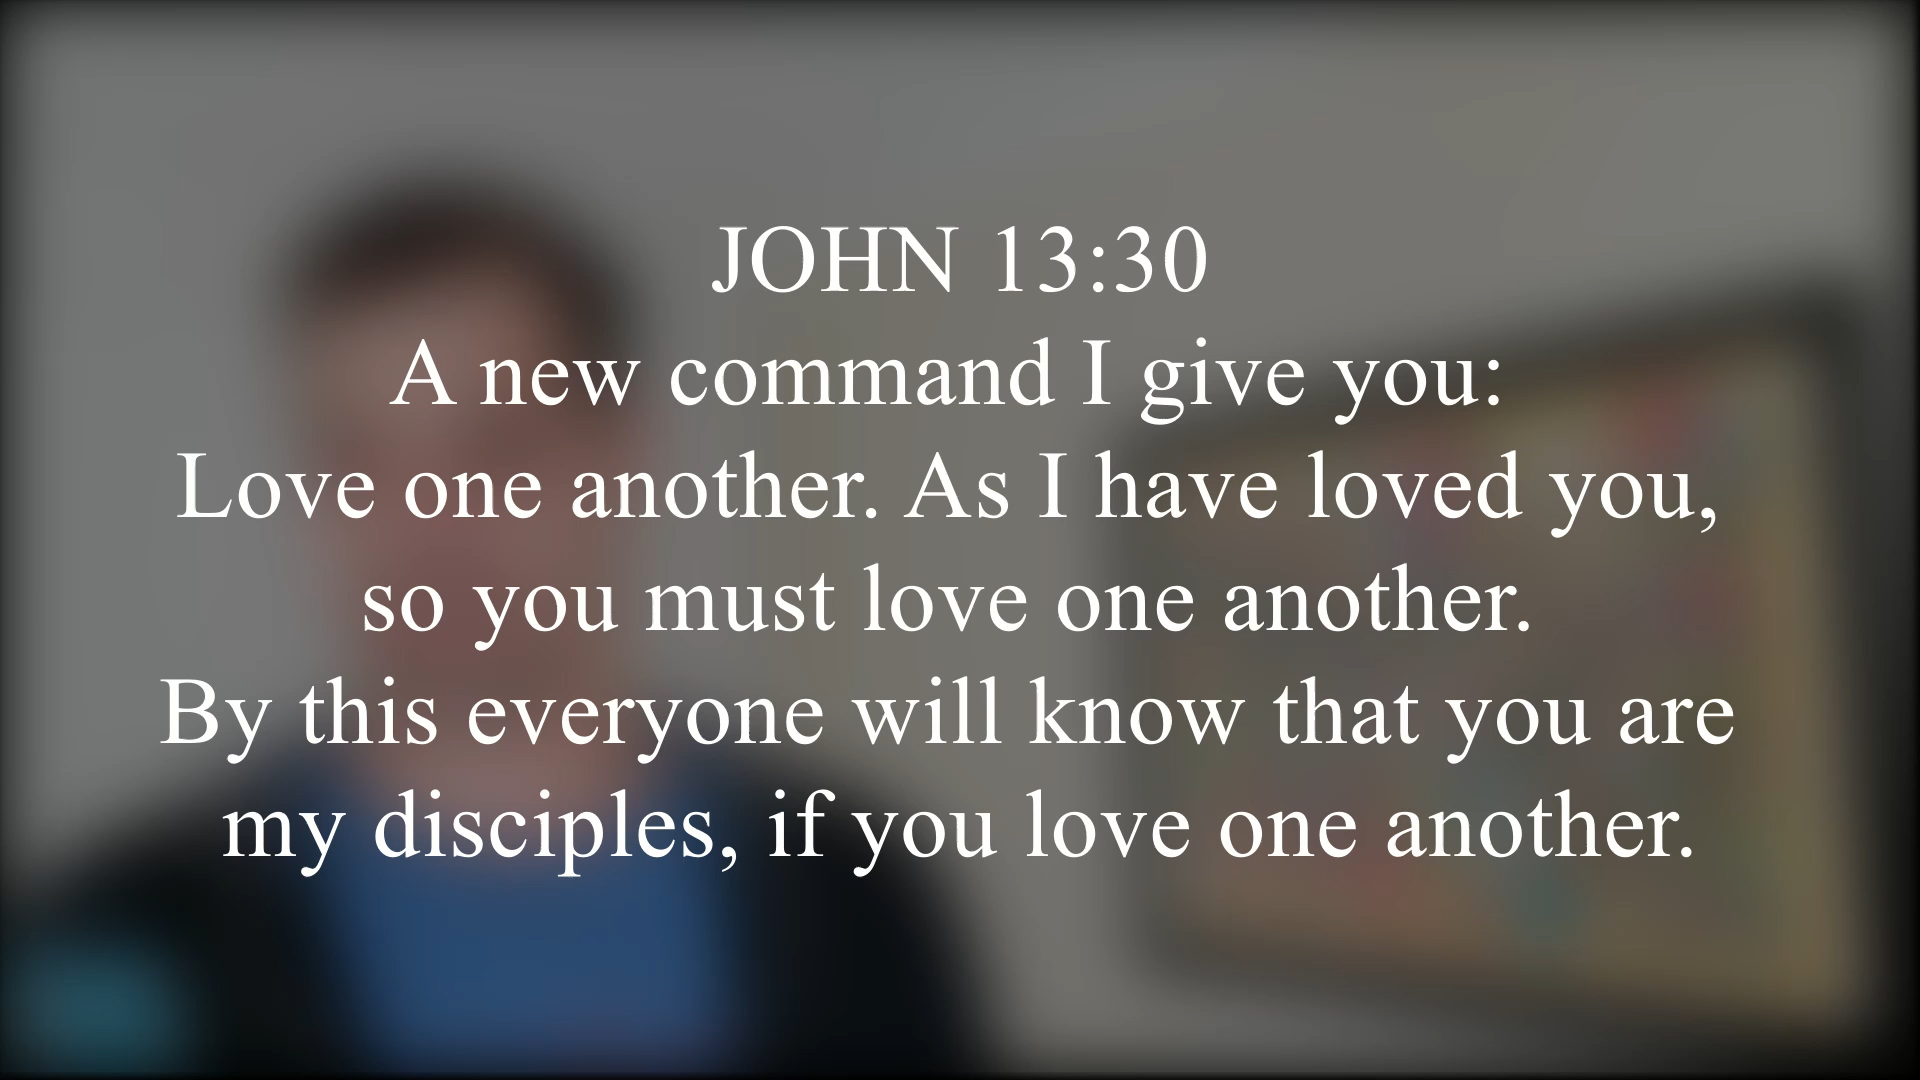 JOHN 13:30
A new command I give you:
Love one another. As I have loved you,
so you must love one another.
By this everyone will know that you are
my disciples, if you love one another.